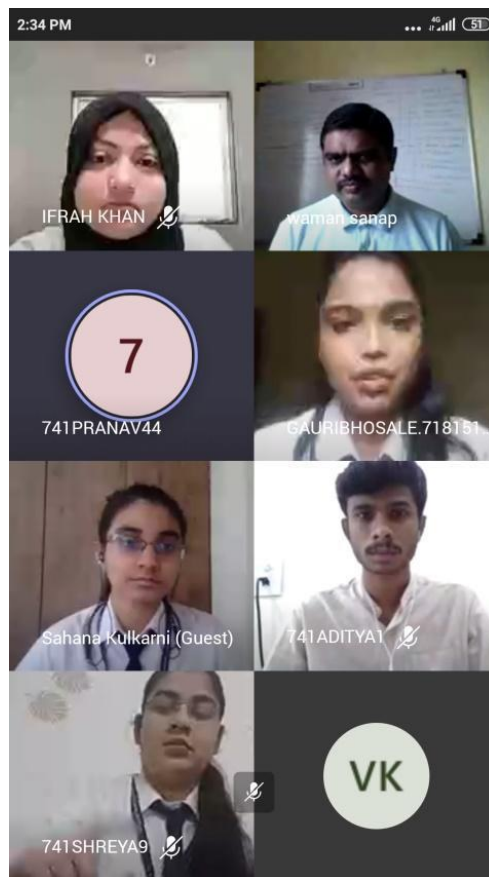 2:34 PM
4G
51
IFRAH KHAN
waman sanap
7
741PRANAV44
GAURIBHOSALE.718151...
Sahana Kulkarni (Guest)
741ADITYA1
741SHREYA9
VK